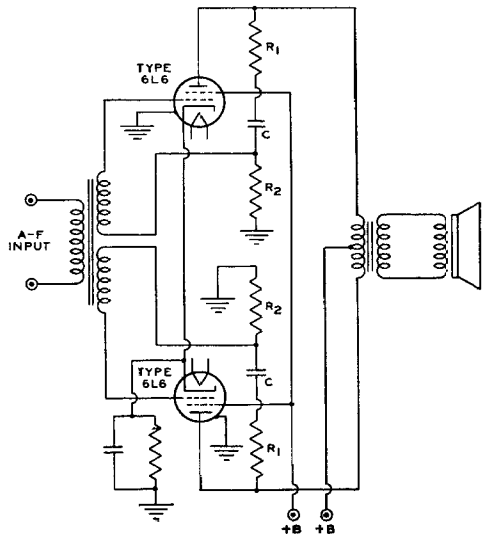 R1
TYPE
6L6
C
R2
A-F
INPUT
R2
TYPE
6L6
C
R1
+B +B